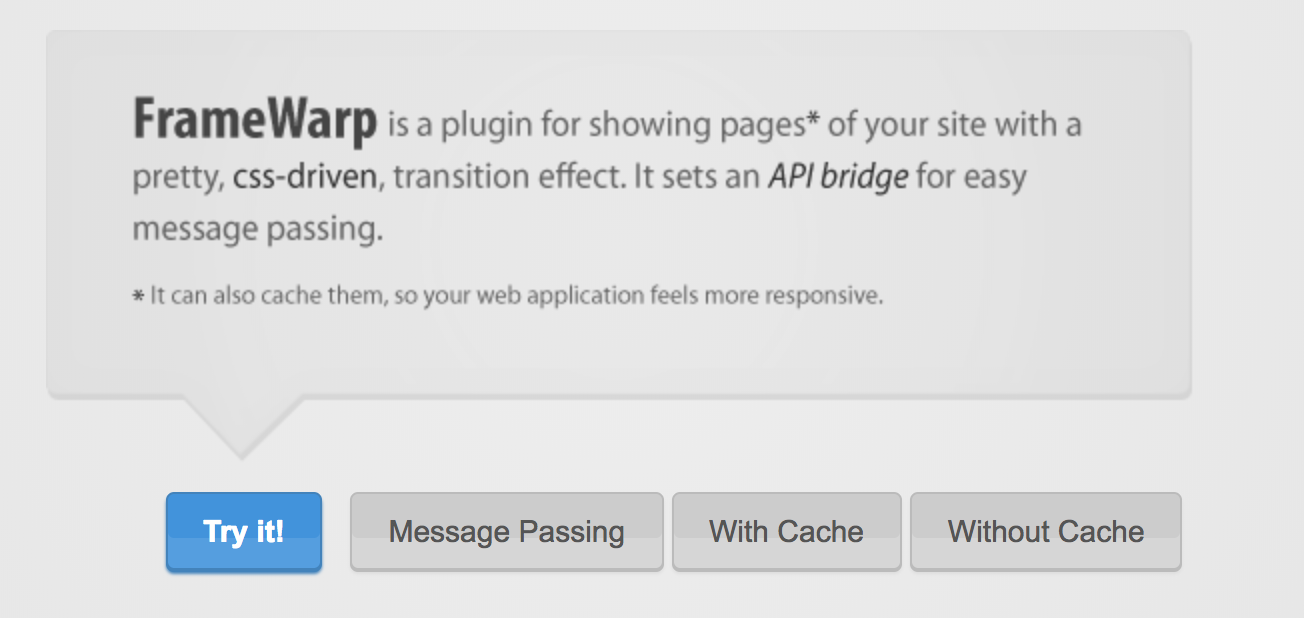 FrameWarp is a plugin for showing pages* of your site with a
pretty, css-driven, transition effect. It sets an API bridge for easy
message passing.
* It can also cache them, so your web application feels more responsive.
Try it!
Message Passing
With Cache
Without Cache